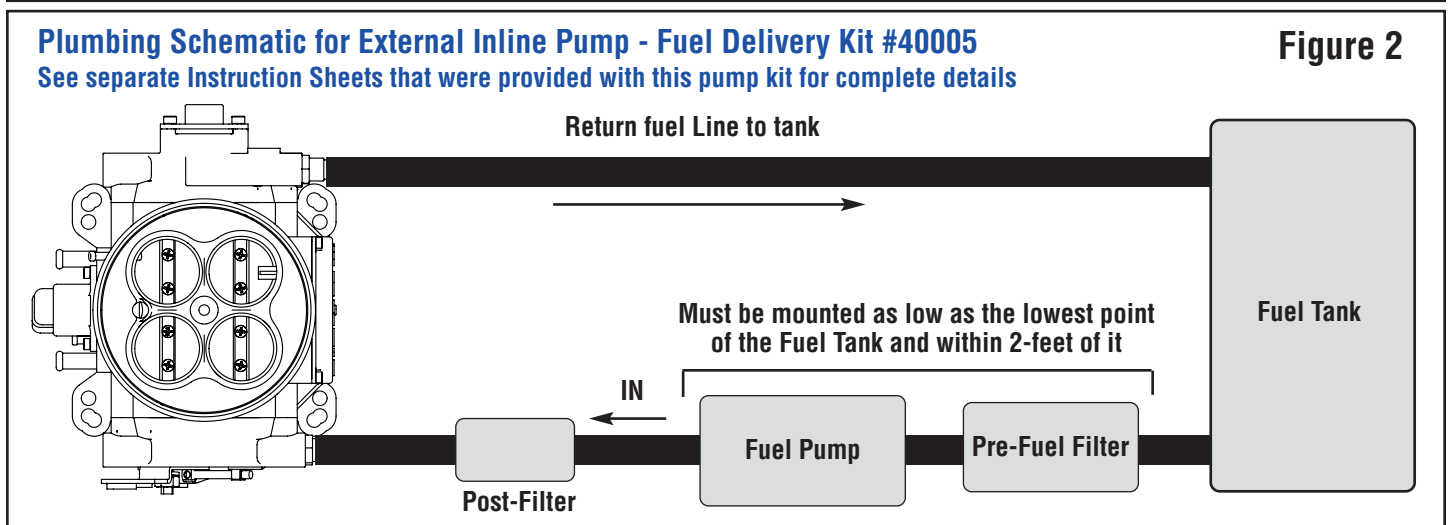 Plumbing Schematic for External Inline Pump - Fuel Delivery Kit #40005
See separate Instruction Sheets that were provided with this pump kit for complete details
Figure 2
Return fuel Line to tank
Fuel Tank
Must be mounted as low as the lowest point
of the Fuel Tank and within 2-feet of it
IN
Fuel Pump
Pre-Fuel Filter
Post-Filter